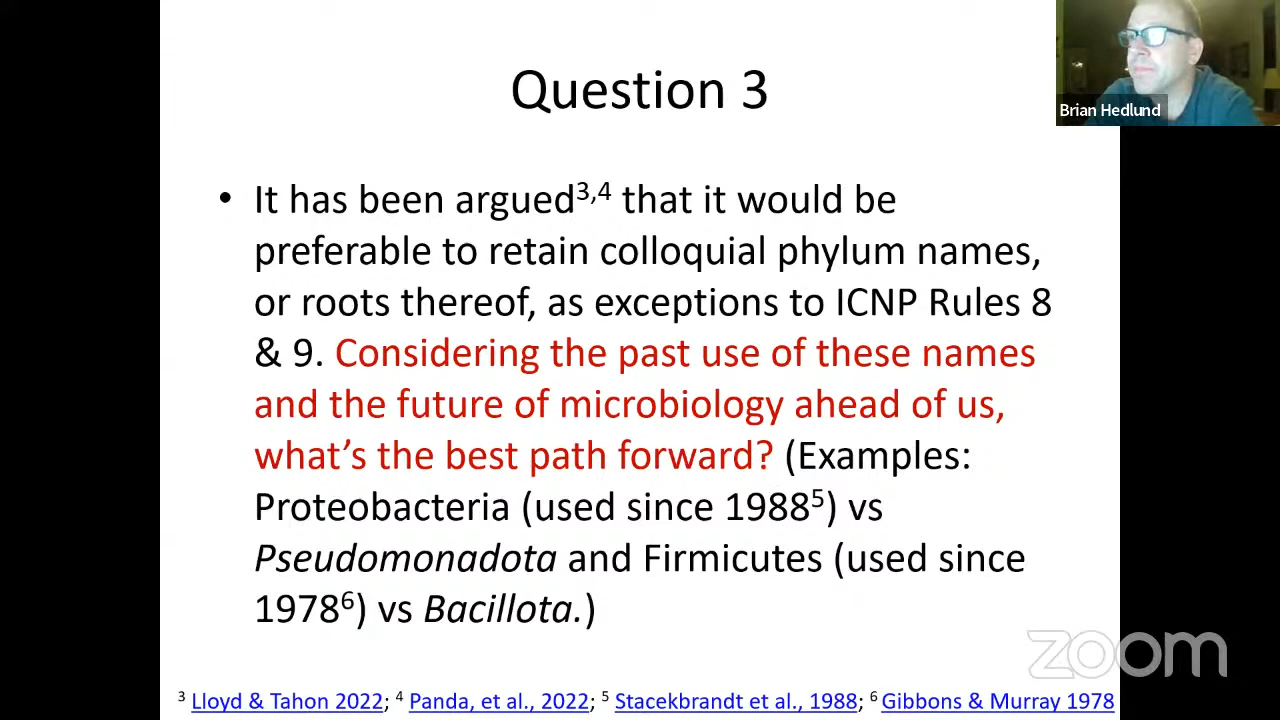 Question 3
Brian Hedlund
• It has been argued3,4 that it would be
preferable to retain colloquial phylum names,
or roots thereof, as exceptions to ICNP Rules 8
& 9. Considering the past use of these names
and the future of microbiology ahead of us,
what’s the best path forward? (Examples:
Proteobacteria (used since 19885) vs
Pseudomonadota and Firmicutes (used since
19786) vs Bacillota.)
zoom
3 Lloyd & Tahon 2022; 4 Panda, et al., 2022; 5 Stacekbrandt et al., 1988; 6 Gibbons & Murray 1978